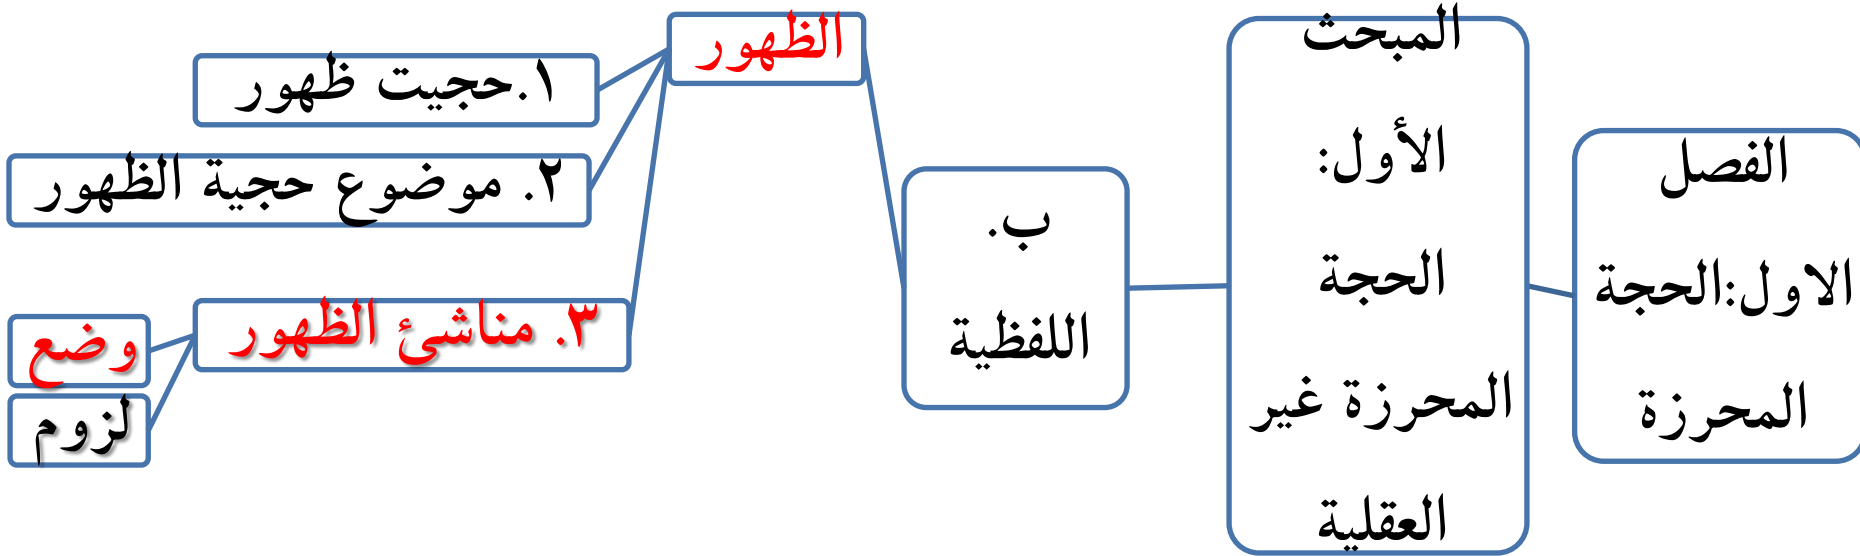 الفصل
الاول:الحجة
المحرزة
المبحث
الأول:
الحجة
المحرزة غير
العقلية
ب.
اللفظية
الظهور
١.حجيت ظهور
٢. موضوع حجية الظهور
٣. مناشئ الظهور
وضع
لزوم